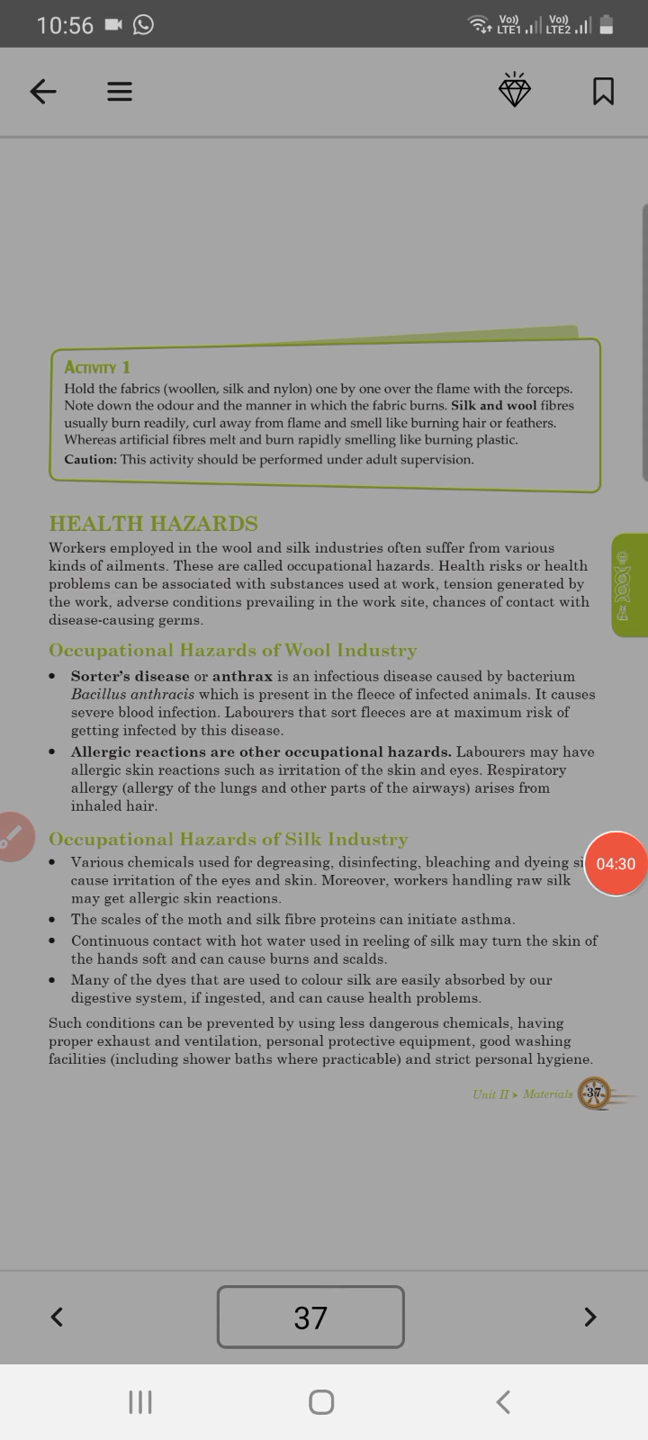 10:56
Vo)) LTE1 Vo)) LTE2
ACTIVITY 1
Hold the fabrics (woollen, silk and nylon) one by one over the flame with the forceps.
Note down the odour and the manner in which the fabric burns. Silk and wool fibres
usually burn readily, curl away from flame and smell like burning hair or feathers.
Whereas artificial fibres melt and burn rapidly smelling like burning plastic.
Caution: This activity should be performed under adult supervision.
HEALTH HAZARDS
Workers employed in the wool and silk industries often suffer from various
kinds of ailments. These are called occupational hazards. Health risks or health
problems can be associated with substances used at work, tension generated by
the work, adverse conditions prevailing in the work site, chances of contact with
disease-causing germs.
Occupational Hazards of Wool Industry
• Sorter's disease or anthrax is an infectious disease caused by bacterium
Bacillus anthracis which is present in the fleece of infected animals. It causes
severe blood infection. Labourers that sort fleeces are at maximum risk of
getting infected by this disease.
• Allergic reactions are other occupational hazards. Labourers may have
allergic skin reactions such as irritation of the skin and eyes. Respiratory
allergy (allergy of the lungs and other parts of the airways) arises from
inhaled hair.
Occupational Hazards of Silk Industry
• Various chemicals used for degreasing, disinfecting, bleaching and dyeing si
04:30
cause irritation of the eyes and skin. Moreover, workers handling raw silk
may get allergic skin reactions.
• The scales of the moth and silk fibre proteins can initiate asthma.
• Continuous contact with hot water used in reeling of silk may turn the skin of
the hands soft and can cause burns and scalds.
• Many of the dyes that are used to colour silk are easily absorbed by our
digestive system, if ingested, and can cause health problems.
Such conditions can be prevented by using less dangerous chemicals, having
proper exhaust and ventilation, personal protective equipment, good washing
facilities (including shower baths where practicable) and strict personal hygiene.
Unit II > Materials 37
37